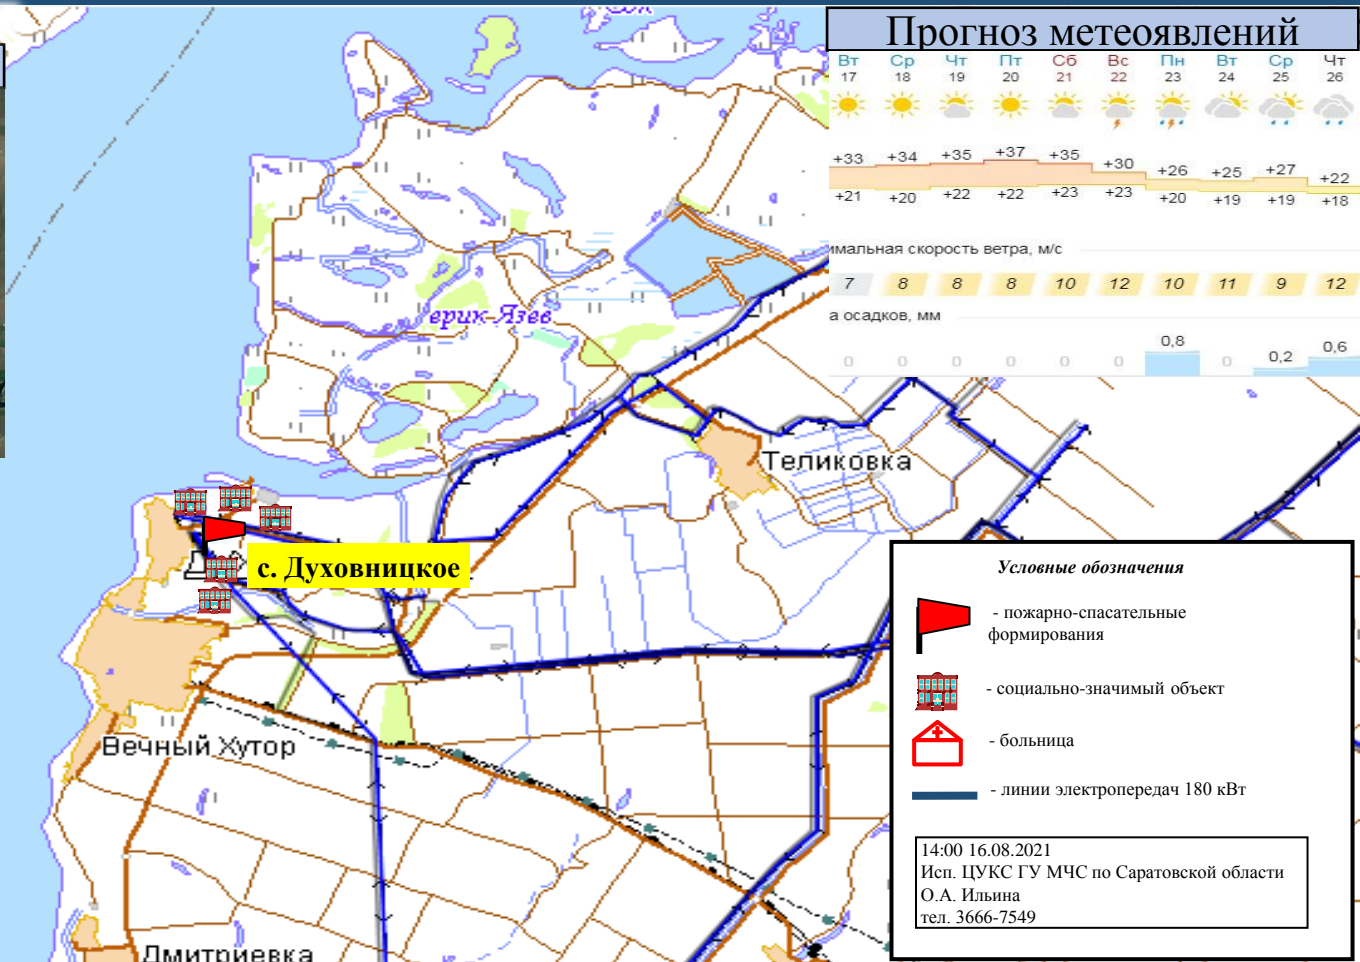 Прогноз метеоявлений
Вт Ср Чт Пт Сб Вс Пн Вт Ср Чт
17 18 19 20 21 22 23 24 25 26
+33 +34 +35 +37 +35 +30 +26 +25 +27 +22
+21 +20 +22 +22 +23 +23 +20 +19 +19 +18
имальная скорость ветра, м/с
7 8 8 8 10 12 10 11 9 12
а осадков, мм
0 0 0 0 0 0 0,8 0 0,2 0,6
ерик Язев
Теликовка
с. Духовницкое
Вечный Хутор
Дмитриевка
Условные обозначения
- пожарно-спасательные
формирования
- социально-значимый объект
- больница
- линии электропередач 180 кВт
14:00 16.08.2021
Исп. ЦУКС ГУ МЧС по Саратовской области
О.А. Ильина
тел. 3666-7549